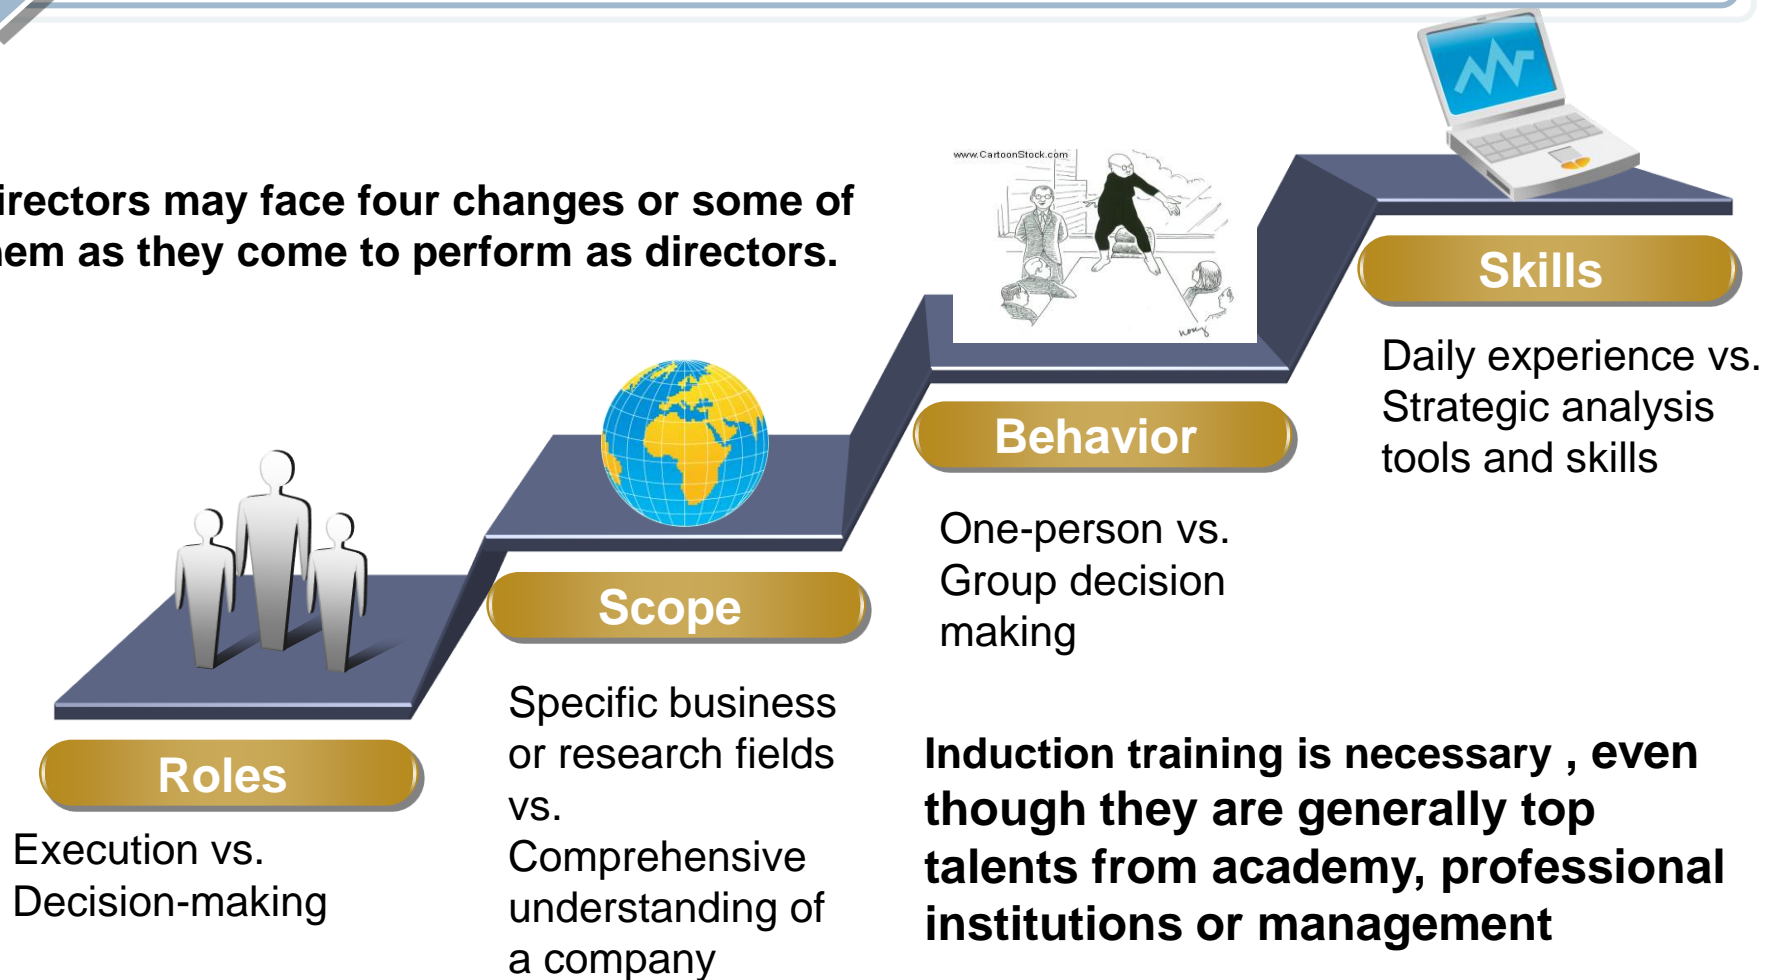 irectors may face four changes or some of
em as they come to perform as directors.
www.CartoonStock.com
Skills
Daily experience vs.
Strategic analysis
tools and skills
Behavior
One-person vs.
Group decision
making
Scope
Specific business
or research fields
vs.
Comprehensive
understanding of
a company
Roles
Execution vs.
Decision-making
Induction training is necessary , even
though they are generally top
talents from academy, professional
institutions or management